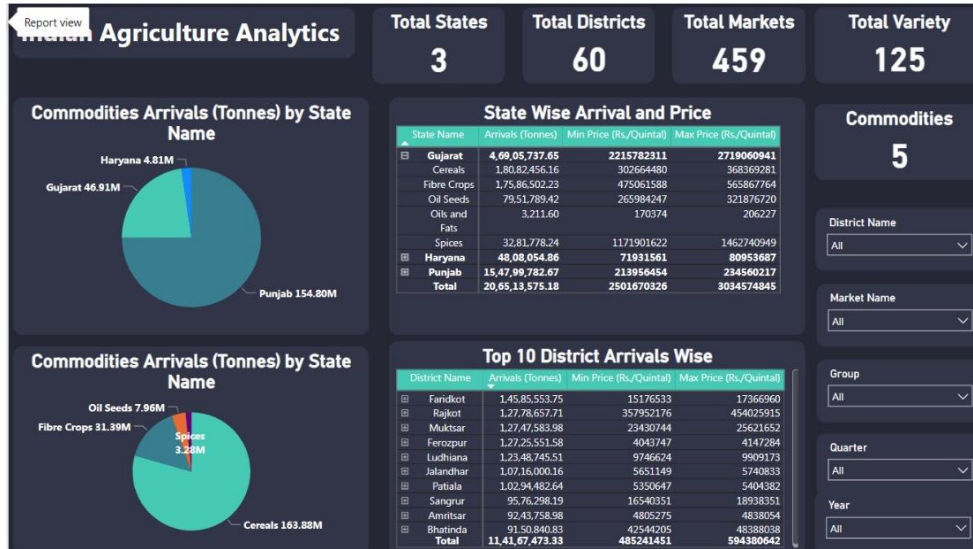 Report view
Indian Agriculture Analytics
Total States
3
Total Districts
60
Total Markets
459
Total Variety
125
Commodities Arrivals (Tonnes) by State
Name
Haryana 4.81M
Gujarat 46.91M
Punjab 154.80M
State Wise Arrival and Price
State Name Arrivals (Tonnes) Min Price (Rs./Quintal) Max Price (Rs./Quintal)
Gujarat 4,69,05,737.65 2215782311 2719060941
Cereals 1,80,82,456.16 302664480 368369281
Fibre Crops 1,75,86,502.23 475061588 565867764
Oil Seeds 79,51,789.42 265984247 321876720
Oils and 3,211.60 170374 206227
Fats
Spices 32,81,778.24 1171901622 1462740949
Haryana 48,08,054.86 71931561 80953687
Punjab 15,47,99,782.67 213956454 234560217
Total 20,65,13,575.18 2501670326 3034574845
Commodities
5
District Name
All
Market Name
All
Group
All
Quarter
All
Year
All
Commodities Arrivals (Tonnes) by State
Name
Oil Seeds 7.96M
Fibre Crops 31.39M
Spices
3.28M
Cereals 163.88M
Top 10 District Arrivals Wise
District Name Arrivals (Tonnes) Min Price (Rs./Quintal) Max Price (Rs./Quintal)
Faridkot 1,45,85,553.75 15176533 17366960
Rajkot 1,27,78,657.71 357952176 454025915
Muktsar 1,27,47,583.98 23430744 25621652
Ferozpur 1,27,25,551.58 4043747 4147284
Ludhiana 1,23,48,745.51 9746624 9909173
Jalandhar 1,07,16,000.16 5651149 5740833
Patiala 1,02,94,482.64 5350647 5404382
Sangrur 95,76,298.19 16540351 18938351
Amritsar 92,43,758.98 4805275 4838054
Bhatinda 91,50,840.83 42544205 48388038
Total 11,41,67,473.33 485241451 594380642